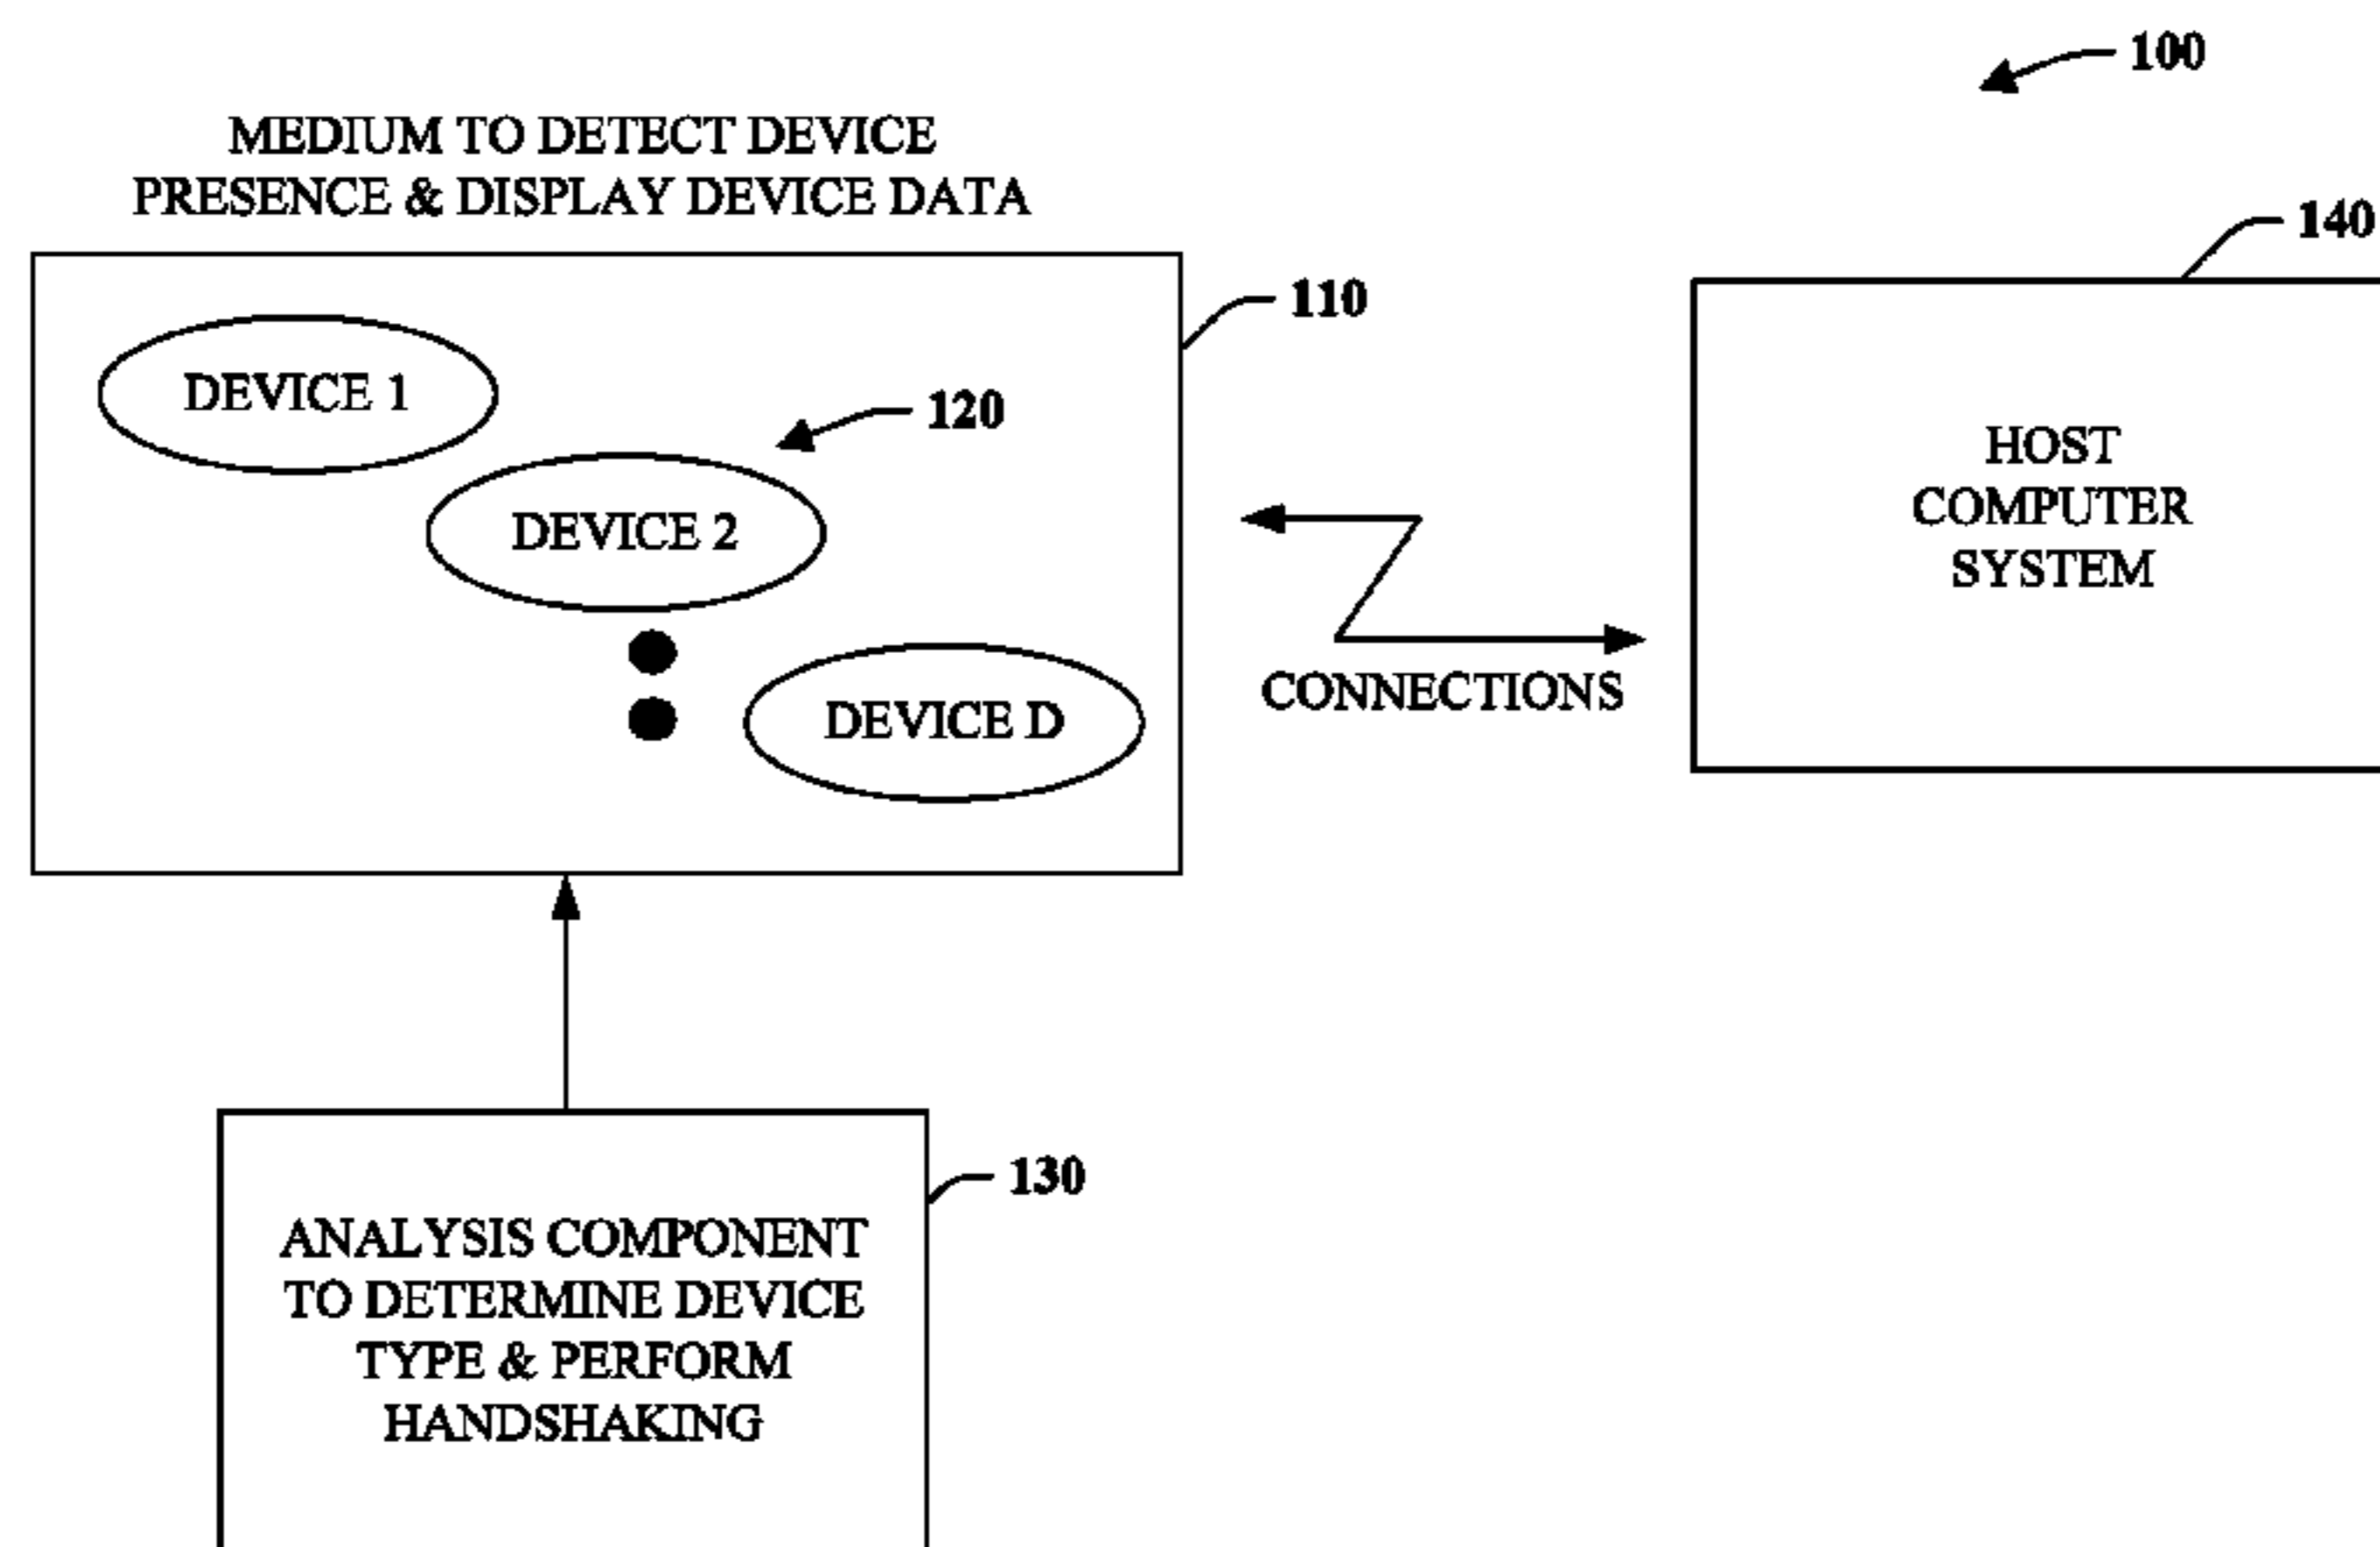 100
MEDIUM TO DETECT DEVICE
PRESENCE & DISPLAY DEVICE DATA
140
110
DEVICE 1
120
DEVICE 2
HOST
COMPUTER
SYSTEM
DEVICE D
CONNECTIONS
130
ANALYSIS COMPONENT
TO DETERMINE DEVICE
TYPE & PERFORM
HANDSHAKING